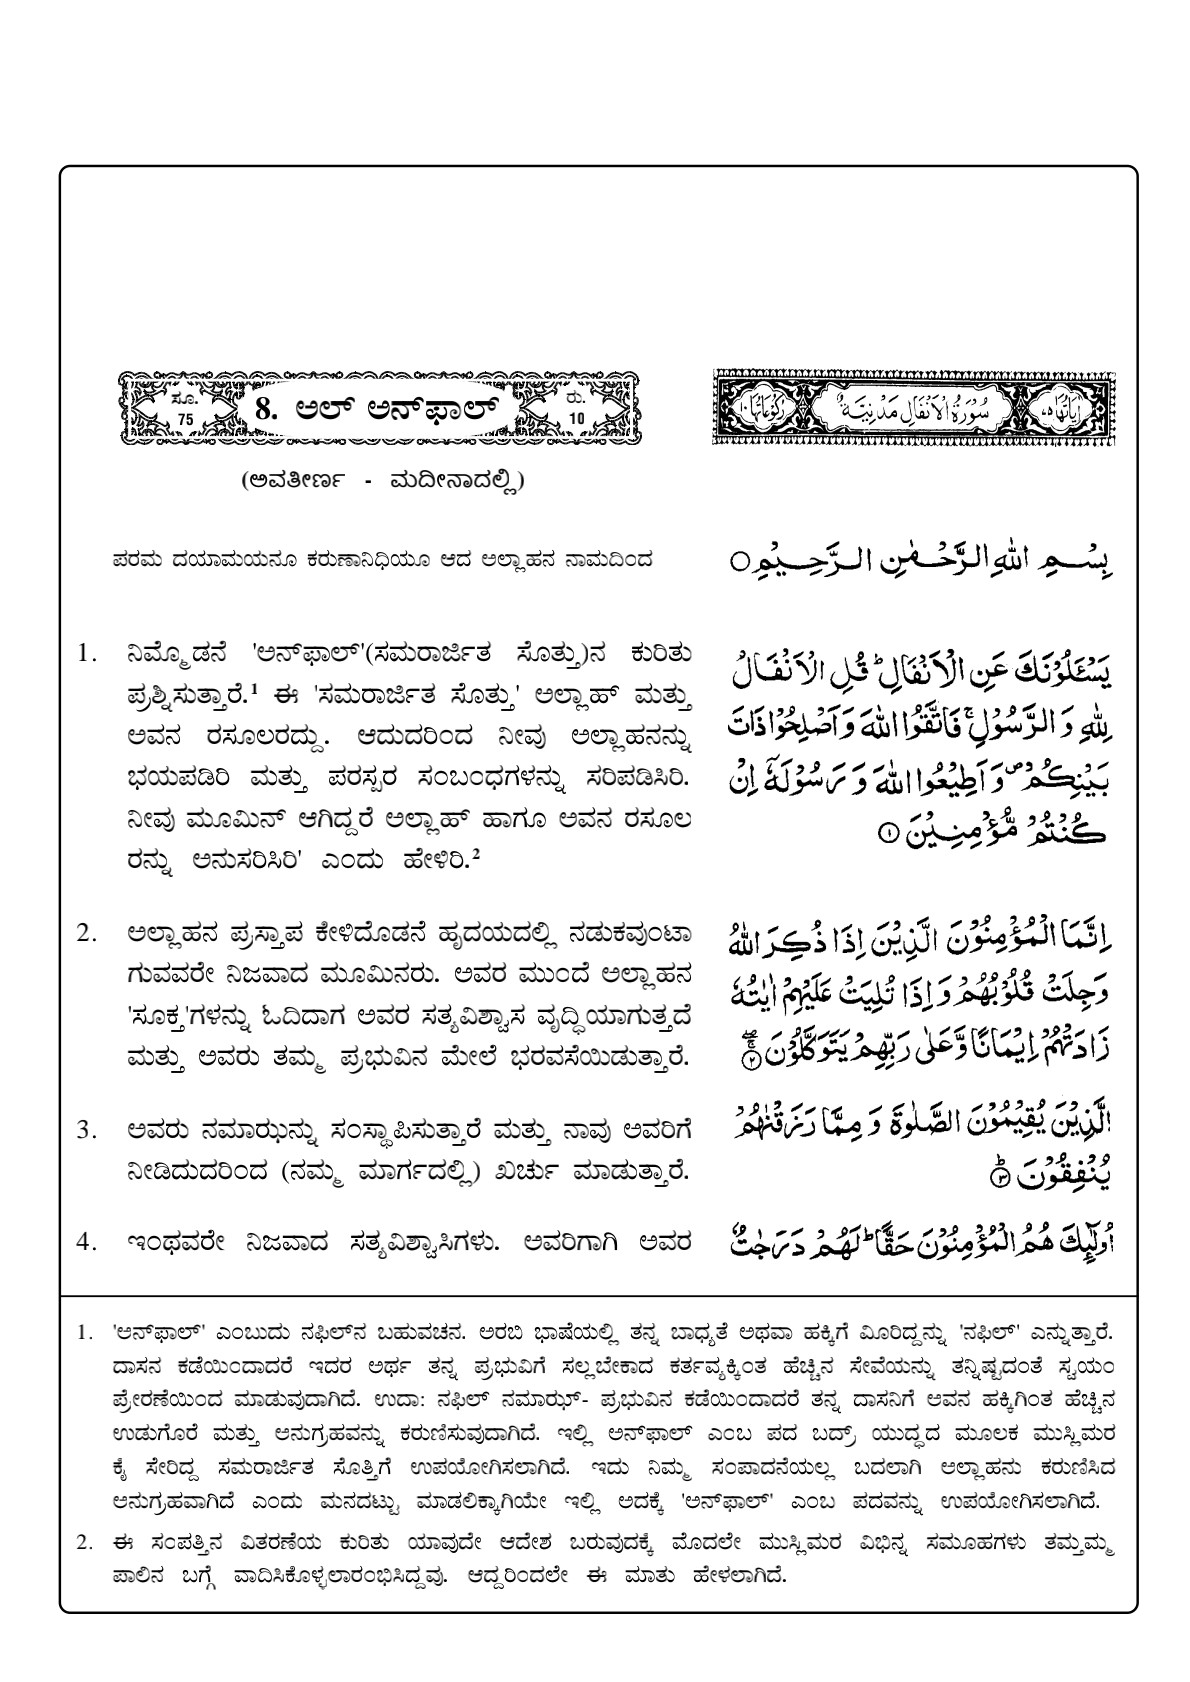 ಸೂ.
75
8. ಅಲ್ ಅನ್‌ಫಾಲ್
ರು.
10
اٰيَاتُهَا ٧٥
سُوْرَةُ الْاَنْفَالِ مَدَنِيَّةٌ
رُكُوْعَاتُهَا ١٠
(ಅವತೀರ್ಣ - ಮದೀನಾದಲ್ಲಿ)
ಪರಮ ದಯಾಮಯನೂ ಕರುಣಾನಿಧಿಯೂ ಆದ ಅಲ್ಲಾಹನ ನಾಮದಿಂದ
بِسْمِ اللهِ الرَّحْمٰنِ الرَّحِيْمِ ○
1. ನಿಮ್ಮೊಡನೆ 'ಅನ್‌ಫಾಲ್'(ಸಮರಾರ್ಜಿತ ಸೊತ್ತು)ನ ಕುರಿತು
ಪ್ರಶ್ನಿಸುತ್ತಾರೆ.¹ ಈ 'ಸಮರಾರ್ಜಿತ ಸೊತ್ತು' ಅಲ್ಲಾಹ್ ಮತ್ತು
ಅವನ ರಸೂಲರದ್ದು. ಆದುದರಿಂದ ನೀವು ಅಲ್ಲಾಹನನ್ನು
ಭಯಪಡಿರಿ ಮತ್ತು ಪರಸ್ಪರ ಸಂಬಂಧಗಳನ್ನು ಸರಿಪಡಿಸಿರಿ.
ನೀವು ಮೂಮಿನ್ ಆಗಿದ್ದರೆ ಅಲ್ಲಾಹ್ ಹಾಗೂ ಅವನ ರಸೂಲ
ರನ್ನು ಅನುಸರಿಸಿರಿ' ಎಂದು ಹೇಳಿರಿ.²
يَسْـَٔلُوْنَكَ عَنِ الْاَنْفَالِ ؕ قُلِ الْاَنْفَالُ
لِلّٰهِ وَ الرَّسُوْلِ ۚ فَاتَّقُوا اللهَ وَ اَصْلِحُوْا ذَاتَ
بَيْنِكُمْ ۪ وَ اَطِيْعُوا اللهَ وَ رَسُوْلَهٗۤ اِنْ
كُنْتُمْ مُّؤْمِنِيْنَ ①
2. ಅಲ್ಲಾಹನ ಪ್ರಸ್ತಾಪ ಕೇಳಿದೊಡನೆ ಹೃದಯದಲ್ಲಿ ನಡುಕವುಂಟಾ
ಗುವವರೇ ನಿಜವಾದ ಮೂಮಿನರು. ಅವರ ಮುಂದೆ ಅಲ್ಲಾಹನ
'ಸೂಕ್ತ'ಗಳನ್ನು ಓದಿದಾಗ ಅವರ ಸತ್ಯವಿಶ್ವಾಸ ವೃದ್ಧಿಯಾಗುತ್ತದೆ
ಮತ್ತು ಅವರು ತಮ್ಮ ಪ್ರಭುವಿನ ಮೇಲೆ ಭರವಸೆಯಿಡುತ್ತಾರೆ.
اِنَّمَا الْمُؤْمِنُوْنَ الَّذِيْنَ اِذَا ذُكِرَ اللهُ
وَجِلَتْ قُلُوْبُهُمْ وَ اِذَا تُلِيَتْ عَلَيْهِمْ اٰيٰتُهٗ
زَادَتْهُمْ اِيْمَانًا وَّ عَلٰى رَبِّهِمْ يَتَوَكَّلُوْنَ ②
3. ಅವರು ನಮಾಝನ್ನು ಸಂಸ್ಥಾಪಿಸುತ್ತಾರೆ ಮತ್ತು ನಾವು ಅವರಿಗೆ
ನೀಡಿದುದರಿಂದ (ನಮ್ಮ ಮಾರ್ಗದಲ್ಲಿ) ಖರ್ಚು ಮಾಡುತ್ತಾರೆ.
الَّذِيْنَ يُقِيْمُوْنَ الصَّلٰوةَ وَ مِمَّا رَزَقْنٰهُمْ
يُنْفِقُوْنَ ③
4. ಇಂಥವರೇ ನಿಜವಾದ ಸತ್ಯವಿಶ್ವಾಸಿಗಳು. ಅವರಿಗಾಗಿ ಅವರ
اُولٰٓئِكَ هُمُ الْمُؤْمِنُوْنَ حَقًّا ؕ لَهُمْ دَرَجٰتٌ
1. 'ಅನ್‌ಫಾಲ್' ಎಂಬುದು ನಫಿಲ್‌ನ ಬಹುವಚನ. ಅರಬಿ ಭಾಷೆಯಲ್ಲಿ ತನ್ನ ಬಾಧ್ಯತೆ ಅಥವಾ ಹಕ್ಕಿಗೆ ಮೀರಿದ್ದನ್ನು 'ನಫಿಲ್' ಎನ್ನುತ್ತಾರೆ.
ದಾಸನ ಕಡೆಯಿಂದಾದರೆ ಇದರ ಅರ್ಥ ತನ್ನ ಪ್ರಭುವಿಗೆ ಸಲ್ಲಬೇಕಾದ ಕರ್ತವ್ಯಕ್ಕಿಂತ ಹೆಚ್ಚಿನ ಸೇವೆಯನ್ನು ತನ್ನಿಷ್ಟದಂತೆ ಸ್ವಯಂ
ಪ್ರೇರಣೆಯಿಂದ ಮಾಡುವುದಾಗಿದೆ. ಉದಾ: ನಫಿಲ್ ನಮಾಝ್- ಪ್ರಭುವಿನ ಕಡೆಯಿಂದಾದರೆ ತನ್ನ ದಾಸನಿಗೆ ಅವನ ಹಕ್ಕಿಗಿಂತ ಹೆಚ್ಚಿನ
ಉಡುಗೊರೆ ಮತ್ತು ಅನುಗ್ರಹವನ್ನು ಕರುಣಿಸುವುದಾಗಿದೆ. ಇಲ್ಲಿ ಅನ್‌ಫಾಲ್ ಎಂಬ ಪದ ಬದ್ರ್ ಯುದ್ಧದ ಮೂಲಕ ಮುಸ್ಲಿಮರ
ಕೈ ಸೇರಿದ್ದ ಸಮರಾರ್ಜಿತ ಸೊತ್ತಿಗೆ ಉಪಯೋಗಿಸಲಾಗಿದೆ. ಇದು ನಿಮ್ಮ ಸಂಪಾದನೆಯಲ್ಲ ಬದಲಾಗಿ ಅಲ್ಲಾಹನು ಕರುಣಿಸಿದ
ಅನುಗ್ರಹವಾಗಿದೆ ಎಂದು ಮನದಟ್ಟು ಮಾಡಲಿಕ್ಕಾಗಿಯೇ ಇಲ್ಲಿ ಅದಕ್ಕೆ 'ಅನ್‌ಫಾಲ್' ಎಂಬ ಪದವನ್ನು ಉಪಯೋಗಿಸಲಾಗಿದೆ.
2. ಈ ಸಂಪತ್ತಿನ ವಿತರಣೆಯ ಕುರಿತು ಯಾವುದೇ ಆದೇಶ ಬರುವುದಕ್ಕೆ ಮೊದಲೇ ಮುಸ್ಲಿಮರ ವಿಭಿನ್ನ ಸಮೂಹಗಳು ತಮ್ತಮ್ಮ
ಪಾಲಿನ ಬಗ್ಗೆ ವಾದಿಸಿಕೊಳ್ಳಲಾರಂಭಿಸಿದ್ದವು. ಆದ್ದರಿಂದಲೇ ಈ ಮಾತು ಹೇಳಲಾಗಿದೆ.